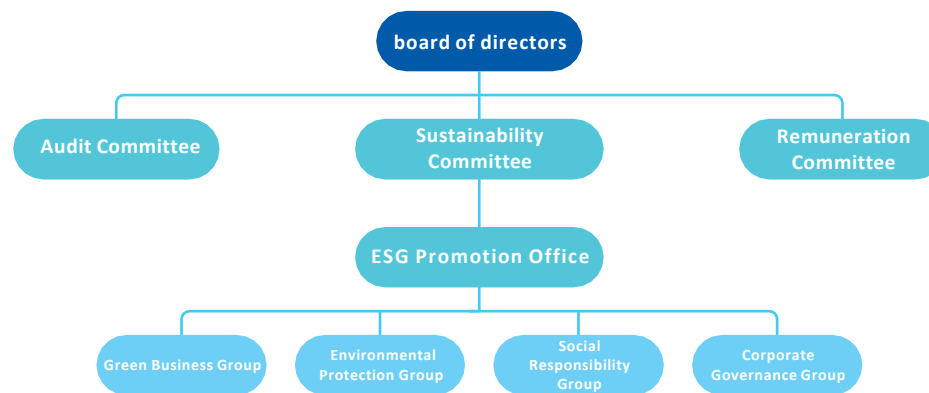 board of directors
Audit Committee
Sustainability
Committee
Remuneration
Committee
ESG Promotion Office
Green Business Group
Environmental
Protection Group
Social
Responsibility
Group
Corporate
Governance Group